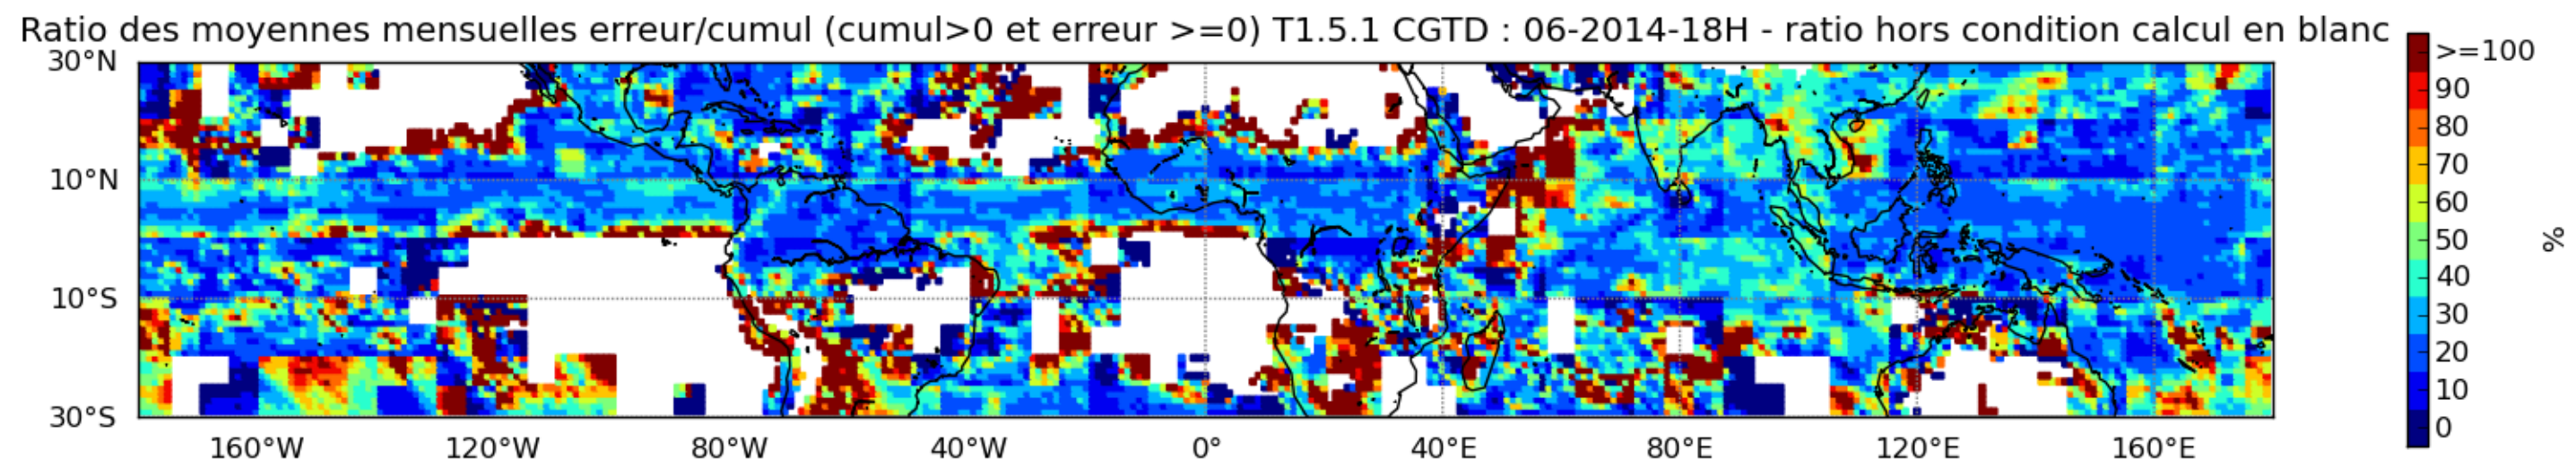 Ratio des moyennes mensuelles erreur/cumul (cumul>0 et erreur >=0) T1.5.1 CGTD : 06-2014-18H - ratio hors condition calcul en blanc
30°N
10°N
10°S
30°S
160°W 120°W 80°W 40°W 0° 40°E 80°E 120°E 160°E
>=100
90
80
70
60
50
40
30
20
10
0
%